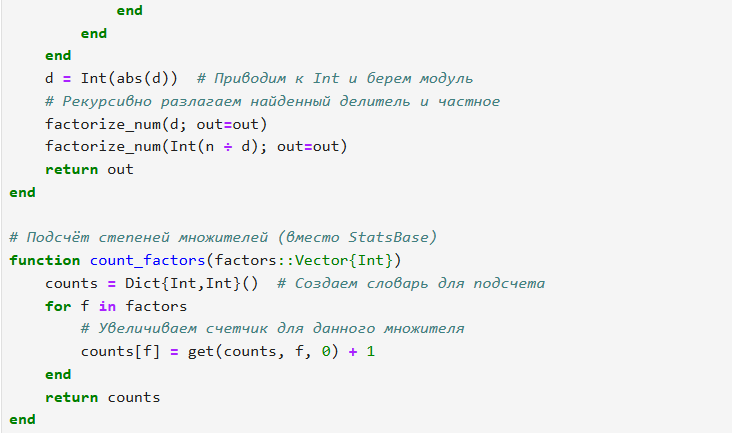 end
        end
    end
    d = Int(abs(d))  # Приводим к Int и берем модуль
    # Рекурсивно разлагаем найденный делитель и частное
    factorize_num(d; out=out)
    factorize_num(Int(n ÷ d); out=out)
    return out
end

# Подсчёт степеней множителей (вместо StatsBase)
function count_factors(factors::Vector{Int})
    counts = Dict{Int,Int}()  # Создаем словарь для подсчета
    for f in factors
        # Увеличиваем счетчик для данного множителя
        counts[f] = get(counts, f, 0) + 1
    end
    return counts
end